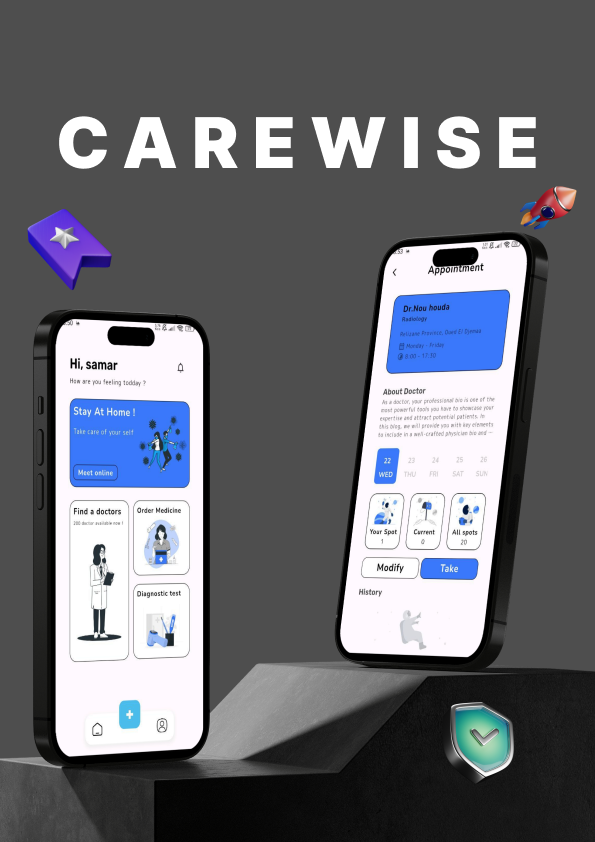 CAREWISE
Hi, samar
How are you feeling todday ?
Stay At Home !
Take care of your self
Meet online
Find a doctors
200 doctor available now !
Order Medicine
Diagnostic test
Appointment
Dr.Nou houda
Radiology
Relizane Province, Oued El Djemaa
Monday - Friday
8:00 - 17:30
About Doctor
As a doctor, your professional bio is one of the
most powerful tools you have to showcase your
expertise and attract potential patients. In
this blog, we will provide you with key elements
to include in a well-crafted physician bio and
22 23 24 25 26
WED THU FRI SAT SUN
Your Spot Current All spots
1 0 20
Modify Take
History